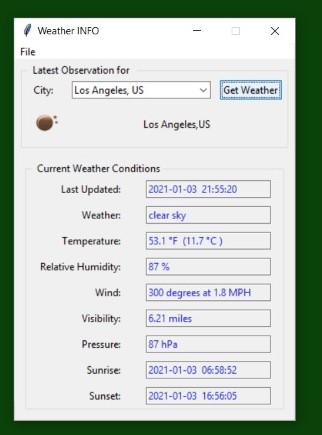 Weather INFO
File
Latest Observation for
City: Los Angeles, US Get Weather
Los Angeles,US
Current Weather Conditions
Last Updated: 2021-01-03 21:55:20
Weather: clear sky
Temperature: 53.1 °F (11.7 °C )
Relative Humidity: 87 %
Wind: 300 degrees at 1.8 MPH
Visibility: 6.21 miles
Pressure: 87 hPa
Sunrise: 2021-01-03 06:58:52
Sunset: 2021-01-03 16:56:05